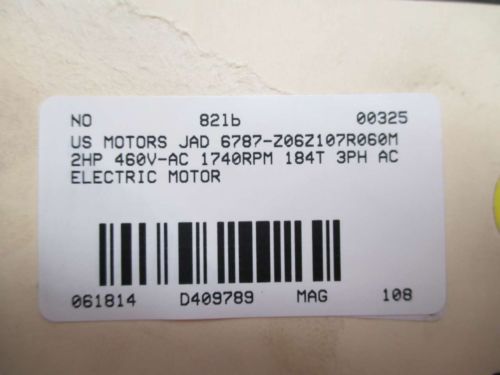 NO 821b 00325
US MOTORS JAD 6787-Z06Z107R060M
2HP 460V-AC 1740RPM 184T 3PH AC
ELECTRIC MOTOR
061814 D409789 MAG 108